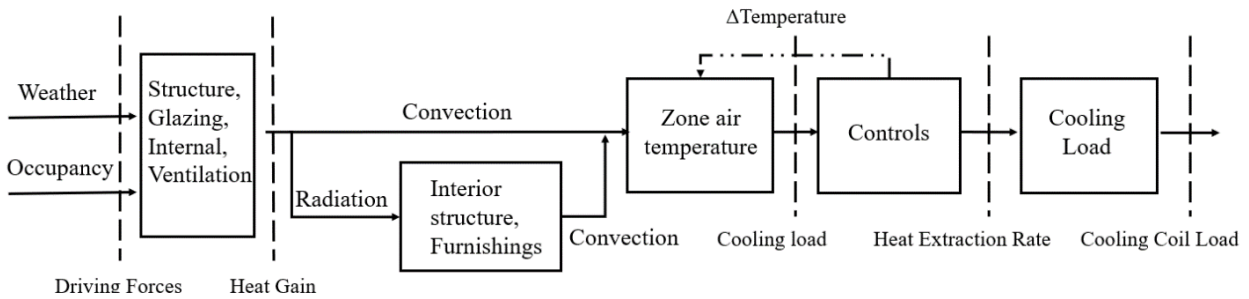 ΔTemperature
Weather
Occupancy
Structure,
Glazing,
Internal,
Ventilation
Convection
Radiation
Interior
structure,
Furnishings
Convection
Zone air
temperature
Controls
Cooling
Load
Driving Forces
Heat Gain
Cooling load
Heat Extraction Rate
Cooling Coil Load